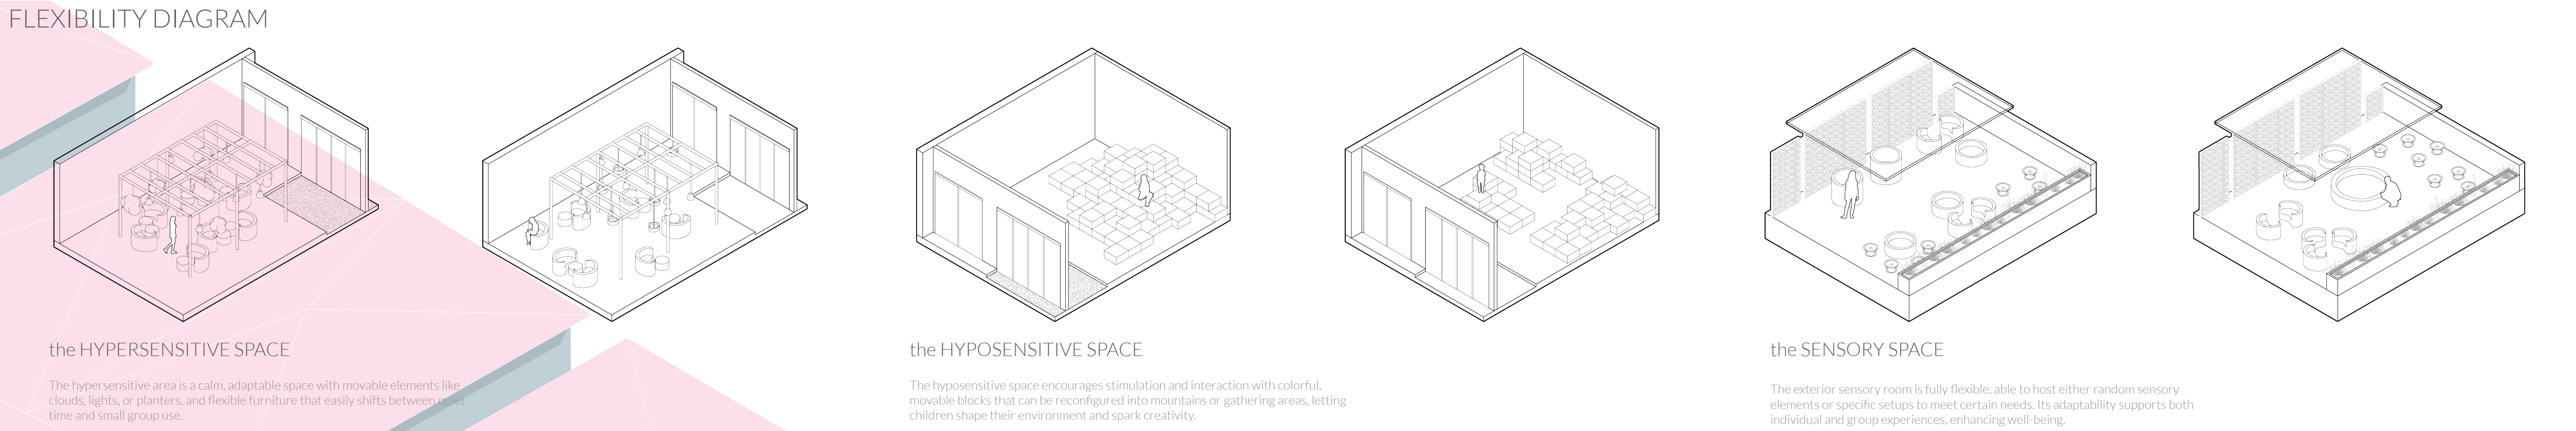 FLEXIBILITY DIAGRAM
the HYPERSENSITIVE SPACE
The hypersensitive area is a calm, adaptable space with movable elements like
clouds, lights, or planters, and flexible furniture that easily shifts between quiet
time and small group use.
the HYPOSENSITIVE SPACE
The hyposensitive space encourages stimulation and interaction with colorful,
movable blocks that can be reconfigured into mountains or gathering areas, letting
children shape their environment and spark creativity.
the SENSORY SPACE
The exterior sensory room is fully flexible, able to host either random sensory
elements or specific setups to meet certain needs. Its adaptability supports both
individual and group experiences, enhancing well-being.